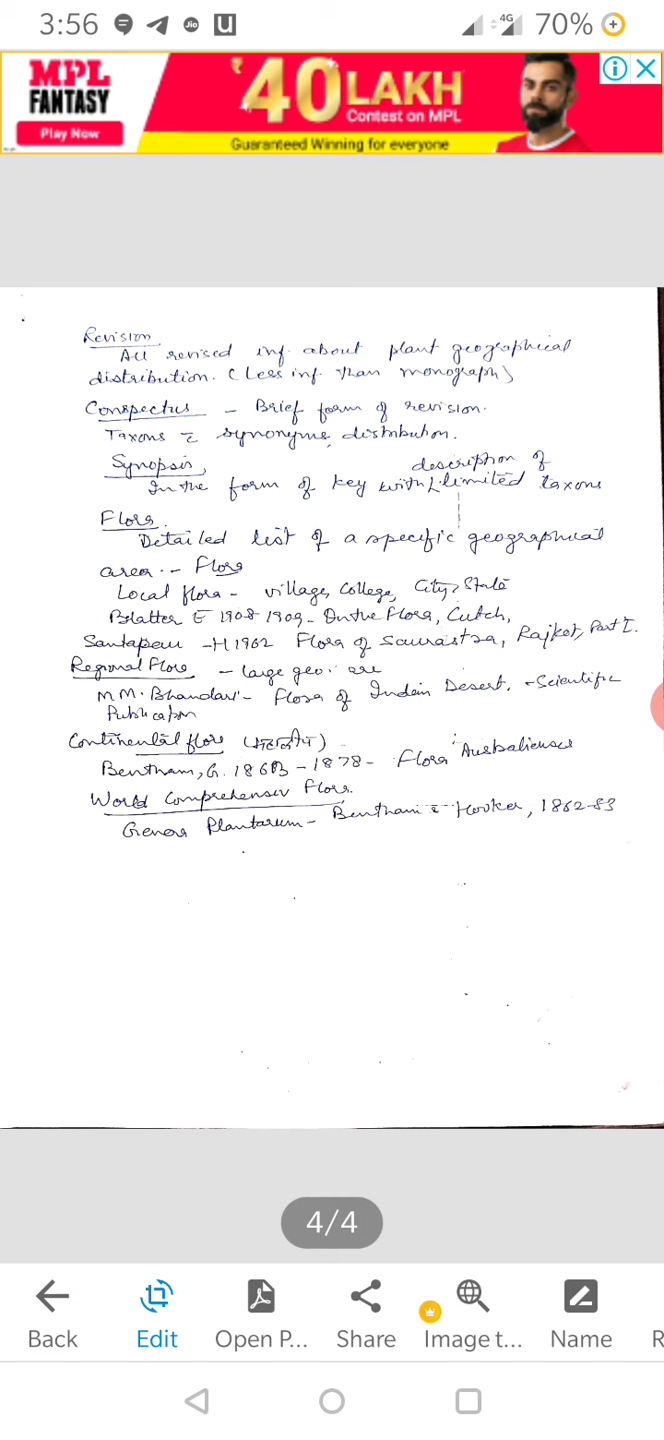 3:56
Jio
4G
70%
MPL
FANTASY
Play Now
₹40 LAKH
Contest on MPL
Guaranteed Winning for everyone
Revision
All revised inf. about plant geographical
distribution. (Less inf. than monograph)
Conspectus - Brief form of revision.
Taxons c synonyms, distribution.
Synopsis, description of
In the form of key with limited taxons
Flora.
Detailed list of a specific geographical
area. - Flora
Local flora - village, College, City, State
Blatter E 1908 1909 - On the Flora, Cutch,
Santapau - H 1962 Flora of Saurastra, Rajkot, Part I.
Regional Flora - large geo. are
M.M. Bhandari - Flora of Indian Desert. - Scientific
Publication
Continental flora
Bentham, G. 1863 - 1878 - Flora Australiensis
World Comprehensiv Flora.
Genera Plantarum - Bentham & Hooker, 1862-83
4/4
Back
Edit
Open P...
Share
Image t...
Name
R